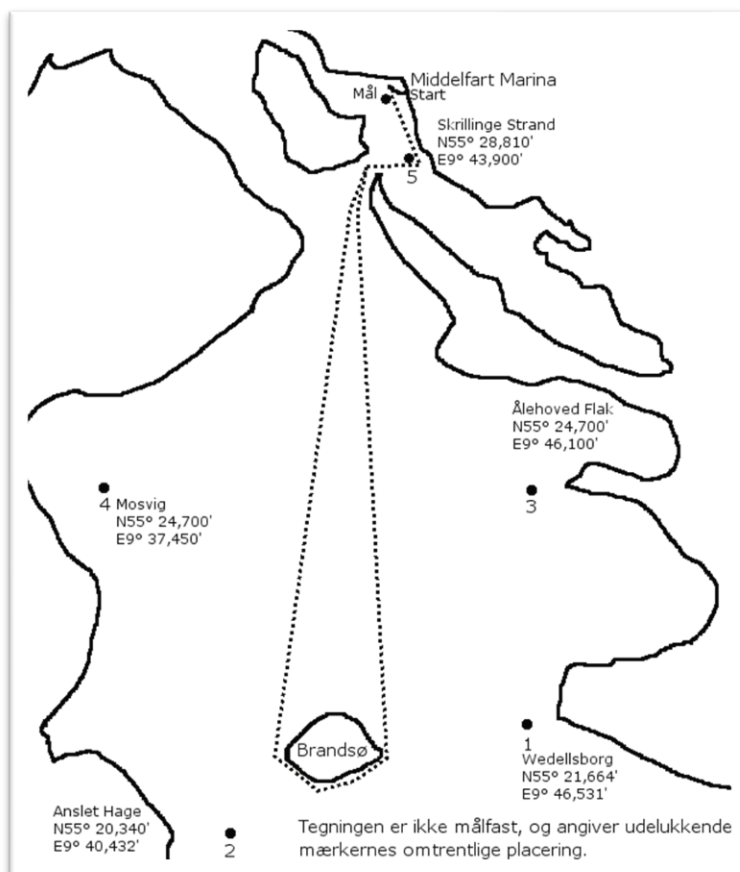 Middelfart Marina
Mål
Start
Skrillinge Strand
N55° 28,810'
E9° 43,900'
5
Ålehoved Flak
N55° 24,700'
E9° 46,100'
3
4 Mosvig
N55° 24,700'
E9° 37,450'
Brandsø
1
Wedellsborg
N55° 21,664'
E9° 46,531'
Anslet Hage
N55° 20,340'
E9° 40,432'
2
Tegningen er ikke målfast, og angiver udelukkende
mærkernes omtrentlige placering.